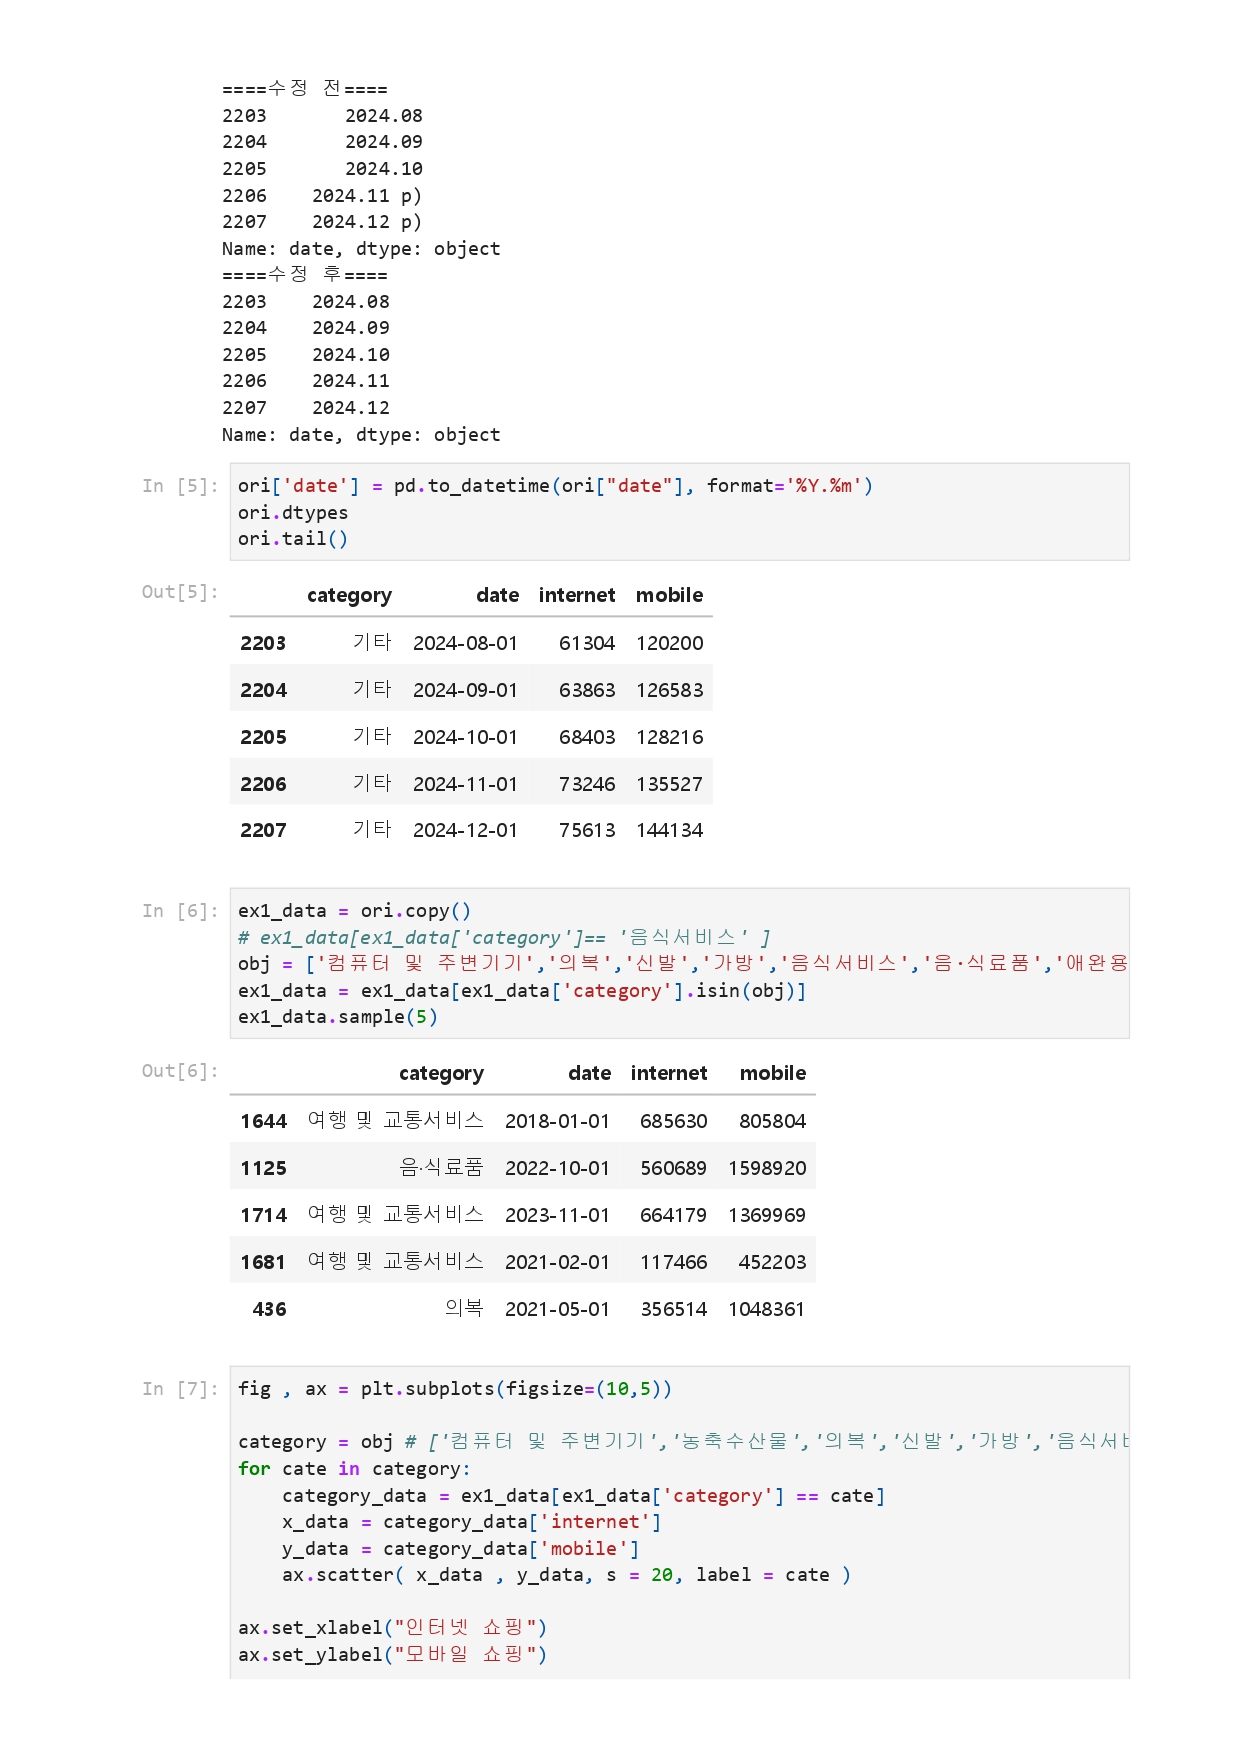 ====수정 전====
2203       2024.08
2204       2024.09
2205       2024.10
2206    2024.11 p)
2207    2024.12 p)
Name: date, dtype: object
====수정 후====
2203    2024.08
2204    2024.09
2205    2024.10
2206    2024.11
2207    2024.12
Name: date, dtype: object
In [5]: ori['date'] = pd.to_datetime(ori["date"], format='%Y.%m')
ori.dtypes
ori.tail()
Out[5]: category date internet mobile
2203 기타 2024-08-01 61304 120200
2204 기타 2024-09-01 63863 126583
2205 기타 2024-10-01 68403 128216
2206 기타 2024-11-01 73246 135527
2207 기타 2024-12-01 75613 144134
In [6]: ex1_data = ori.copy()
# ex1_data[ex1_data['category']== '음식서비스' ]
obj = ['컴퓨터 및 주변기기','의복','신발','가방','음식서비스','음·식료품','애완용
ex1_data = ex1_data[ex1_data['category'].isin(obj)]
ex1_data.sample(5)
Out[6]: category date internet mobile
1644 여행 및 교통서비스 2018-01-01 685630 805804
1125 음·식료품 2022-10-01 560689 1598920
1714 여행 및 교통서비스 2023-11-01 664179 1369969
1681 여행 및 교통서비스 2021-02-01 117466 452203
436 의복 2021-05-01 356514 1048361
In [7]: fig , ax = plt.subplots(figsize=(10,5))
category = obj # ['컴퓨터 및 주변기기','농축수산물','의복','신발','가방','음식서
for cate in category:
    category_data = ex1_data[ex1_data['category'] == cate]
    x_data = category_data['internet']
    y_data = category_data['mobile']
    ax.scatter( x_data , y_data, s = 20, label = cate )
ax.set_xlabel("인터넷 쇼핑")
ax.set_ylabel("모바일 쇼핑")